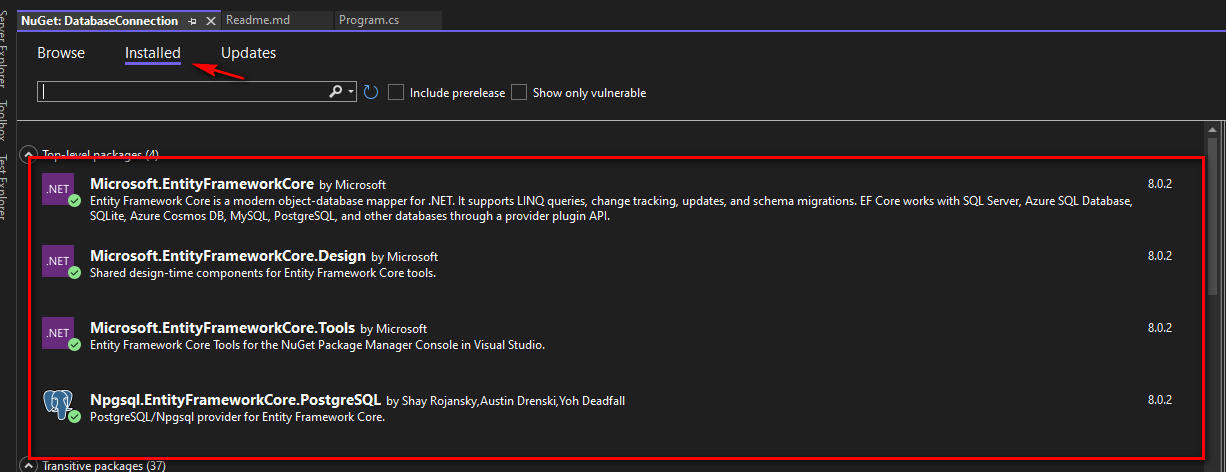 NuGet: DatabaseConnection
Readme.md
Program.cs
Server Explorer
Toolbox
Test Explorer
Browse
Installed
Updates
Include prerelease
Show only vulnerable
Top-level packages (4)
.NET
Microsoft.EntityFrameworkCore by Microsoft
8.0.2
Entity Framework Core is a modern object-database mapper for .NET. It supports LINQ queries, change tracking, updates, and schema migrations. EF Core works with SQL Server, Azure SQL Database,
SQLite, Azure Cosmos DB, MySQL, PostgreSQL, and other databases through a provider plugin API.
.NET
Microsoft.EntityFrameworkCore.Design by Microsoft
8.0.2
Shared design-time components for Entity Framework Core tools.
.NET
Microsoft.EntityFrameworkCore.Tools by Microsoft
8.0.2
Entity Framework Core Tools for the NuGet Package Manager Console in Visual Studio.
Npgsql.EntityFrameworkCore.PostgreSQL by Shay Rojansky,Austin Drenski,Yoh Deadfall
8.0.2
PostgreSQL/Npgsql provider for Entity Framework Core.
Transitive packages (37)